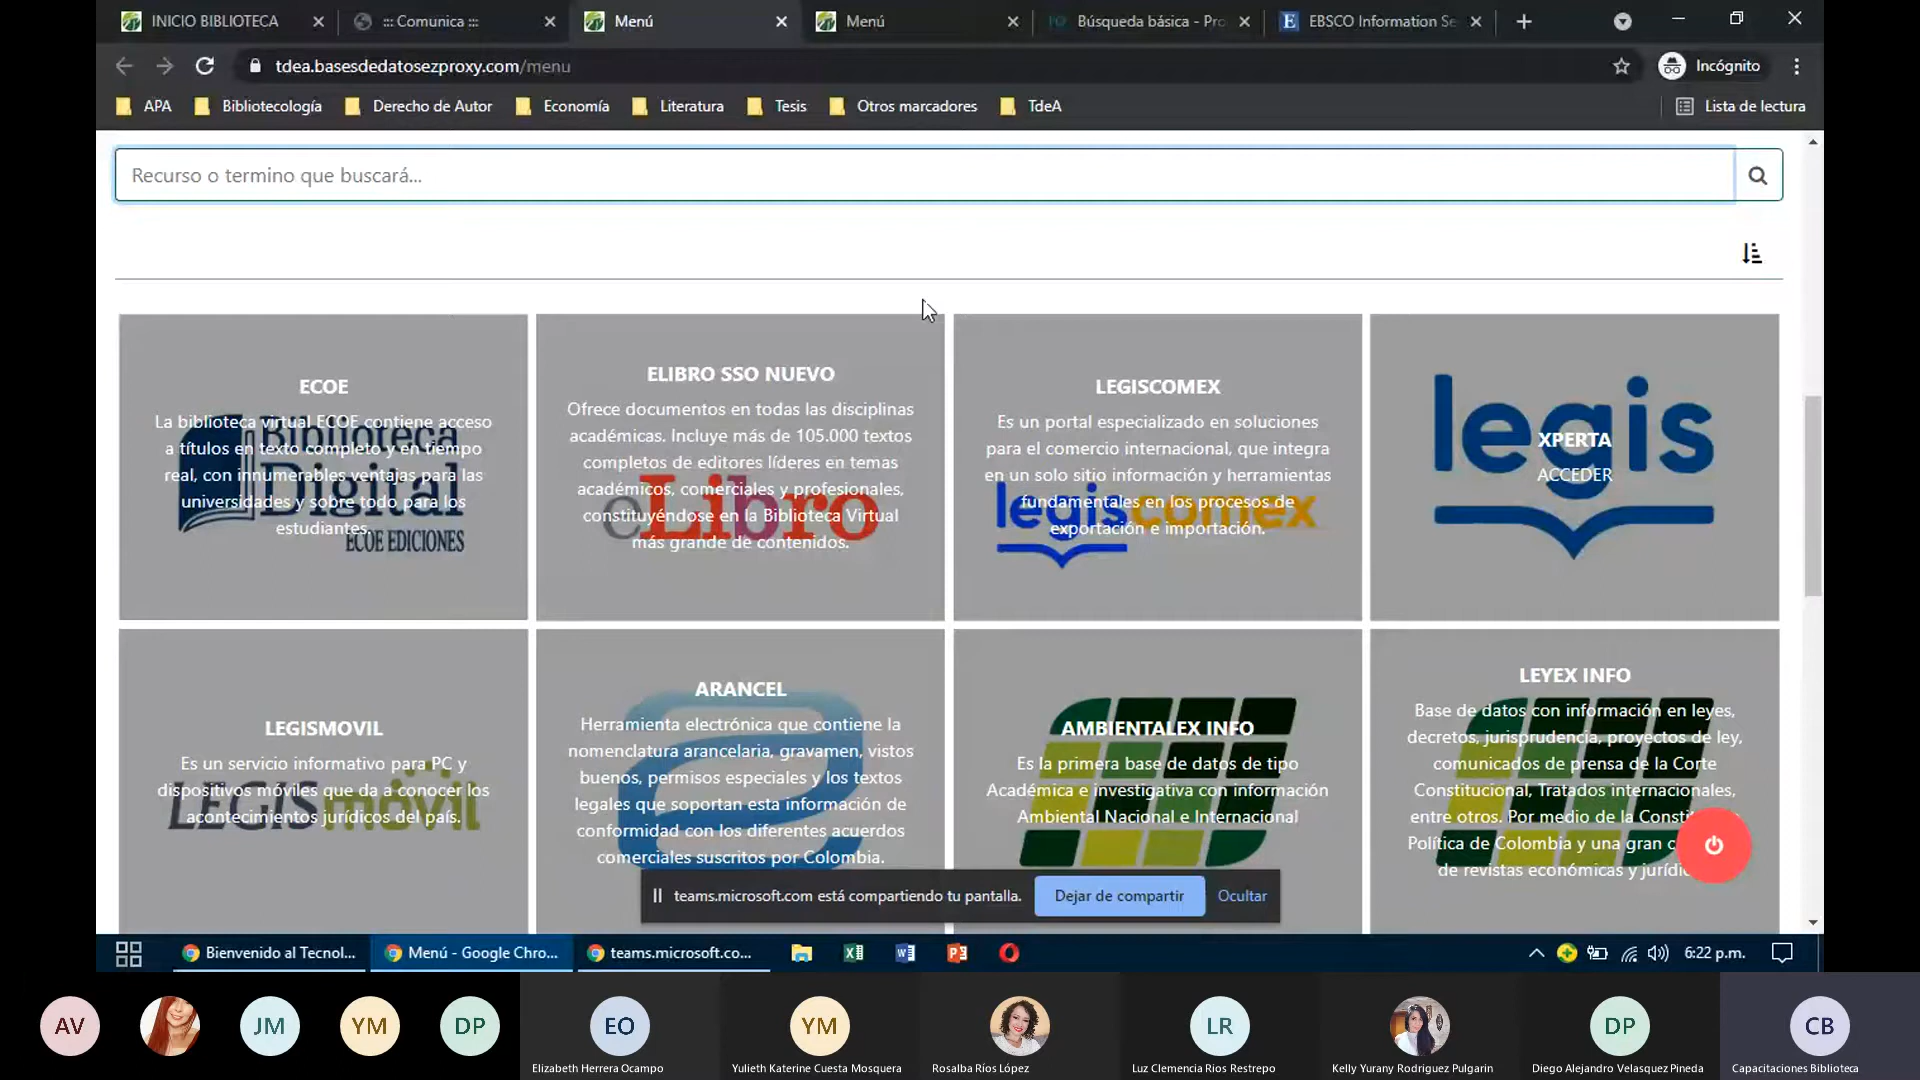 INICIO BIBLIOTECA
::: Comunica :::
Menú
Menú
Búsqueda básica - Pro
EBSCO Information Se
tdea.basesdedatosezproxy.com/menu
Incógnito
APA
Bibliotecología
Derecho de Autor
Economía
Literatura
Tesis
Otros marcadores
TdeA
Lista de lectura
Recurso o termino que buscará...
ECOE
La biblioteca virtual ECOE contiene acceso
a títulos en texto completo y en tiempo
real, con innumerables ventajas para las
universidades y sobre todo para los
estudiantes.
Biblioteca
Digital
ECOE EDICIONES
ELIBRO SSO NUEVO
Ofrece documentos en todas las disciplinas
académicas. Incluye más de 105.000 textos
completos de editores líderes en temas
académicos, comerciales y profesionales,
constituyéndose en la Biblioteca Virtual
más grande de contenidos.
eLibro
LEGISCOMEX
Es un portal especializado en soluciones
para el comercio internacional, que integra
en un solo sitio información y herramientas
fundamentales en los procesos de
exportación e importación.
legiscomex
legis
XPERTA
ACCEDER
LEGISMOVIL
Es un servicio informativo para PC y
dispositivos móviles que da a conocer los
acontecimientos jurídicos del país.
LEGISmóvil
ARANCEL
Herramienta electrónica que contiene la
nomenclatura arancelaria, gravamen, vistos
buenos, permisos especiales y los textos
legales que soportan esta información de
conformidad con los diferentes acuerdos
comerciales suscritos por Colombia.
AMBIENTALEX INFO
Es la primera base de datos de tipo
Académica e investigativa con información
Ambiental Nacional e Internacional
LEYEX INFO
Base de datos con información en leyes,
decretos, jurisprudencia, proyectos de ley,
comunicados de prensa de la Corte
Constitucional, Tratados internacionales,
entre otros. Por medio de la Consti
Política de Colombia y una gran c
de revistas económicas y jurídic
teams.microsoft.com está compartiendo tu pantalla.
Dejar de compartir
Ocultar
Bienvenido al Tecnol...
Menú - Google Chro...
teams.microsoft.co...
6:22 p.m.
AV
JM
YM
DP
EO
YM
LR
DP
CB
Elizabeth Herrera Ocampo
Yulieth Katerine Cuesta Mosquera
Rosalba Ríos López
Luz Clemencia Rios Restrepo
Kelly Yurany Rodriguez Pulgarin
Diego Alejandro Velasquez Pineda
Capacitaciones Biblioteca